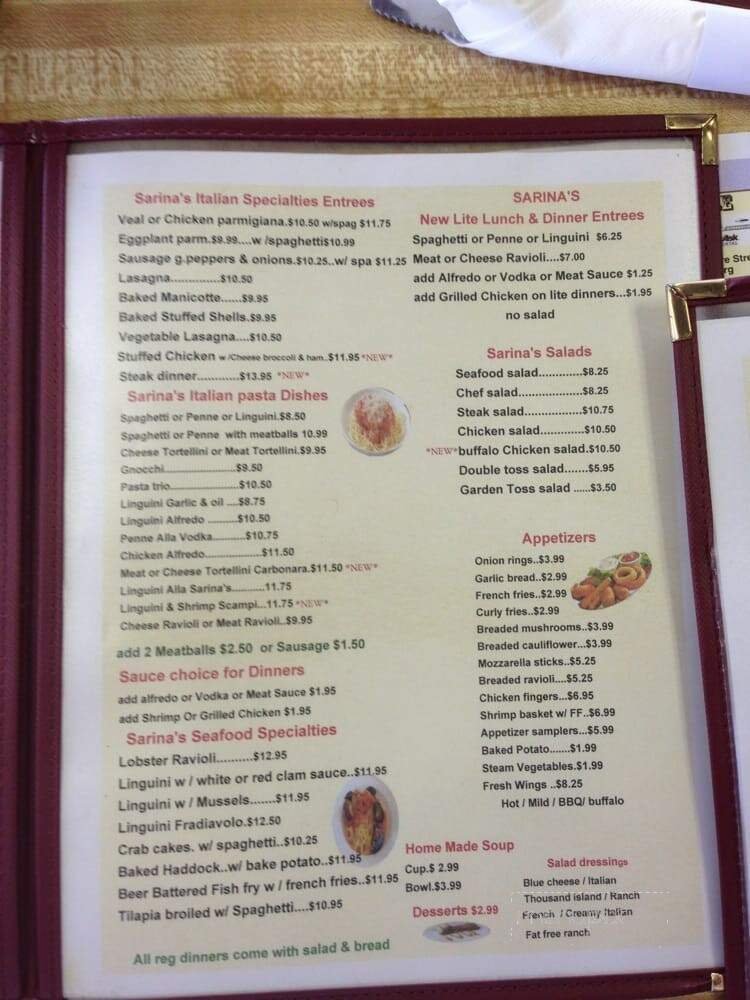 Sarina's Italian Specialties Entrees
Veal or Chicken parmigiana.$10.50 w/spag $11.75
Eggplant parm.$9.99....w /spaghetti$10.99
Sausage g.peppers & onions.$10.25..w/ spa $11.25
Lasagna............$10.50
Baked Manicotte......$9.95
Baked Stuffed Shells.$9.95
Vegetable Lasagna....$10.50
Stuffed Chicken w /Cheese broccoli & ham..$11.95 *NEW*
Steak dinner............$13.95 *NEW*
Sarina's Italian pasta Dishes
Spaghetti or Penne or Linguini.$8.50
Spaghetti or Penne with meatballs 10.99
Cheese Tortellini or Meat Tortellini.$9.95
Gnocchi......................$9.50
Pasta trio.....................$10.50
Linguini Garlic & oil ....$8.75
Linguini Alfredo .........$10.50
Penne Alla Vodka..........$10.75
Chicken Alfredo.................$11.50
Meat or Cheese Tortellini Carbonara.$11.50 *NEW*
Linguini Alla Sarina's..........11.75
Linguini & Shrimp Scampi...11.75 *NEW*
Cheese Ravioli or Meat Ravioli..$9.95
add 2 Meatballs $2.50 or Sausage $1.50
Sauce choice for Dinners
add alfredo or Vodka or Meat Sauce $1.95
add Shrimp Or Grilled Chicken $1.95
Sarina's Seafood Specialties
Lobster Ravioli..........$12.95
Linguini w / white or red clam sauce..$11.95
Linguini w / Mussels.......$11.95
Linguini Fradiavolo.$12.50
Crab cakes. w/ spaghetti..$10.25
Baked Haddock..w/ bake potato..$11.95
Beer Battered Fish fry w / french fries..$11.95
Tilapia broiled w/ Spaghetti....$10.95
All reg dinners come with salad & bread
SARINA'S
New Lite Lunch & Dinner Entrees
Spaghetti or Penne or Linguini $6.25
Meat or Cheese Ravioli....$7.00
add Alfredo or Vodka or Meat Sauce $1.25
add Grilled Chicken on lite dinners...$1.95
no salad
Sarina's Salads
Seafood salad............$8.25
Chef salad..................$8.25
Steak salad.................$10.75
Chicken salad............$10.50
*NEW*buffalo Chicken salad.$10.50
Double toss salad.......$5.95
Garden Toss salad ......$3.50
Appetizers
Onion rings..$3.99
Garlic bread..$2.99
French fries..$2.99
Curly fries..$2.99
Breaded mushrooms..$3.99
Breaded cauliflower...$3.99
Mozzarella sticks..$5.25
Breaded ravioli....$5.25
Chicken fingers...$6.95
Shrimp basket w/ FF..$6.99
Appetizer samplers...$5.99
Baked Potato......$1.99
Steam Vegetables.$1.99
Fresh Wings ..$8.25
Hot / Mild / BBQ/ buffalo
Home Made Soup
Cup.$ 2.99
Bowl.$3.99
Desserts $2.99
Salad dressings
Blue cheese / Italian
Thousand island / Ranch
French / Creamy Italian
Fat free ranch